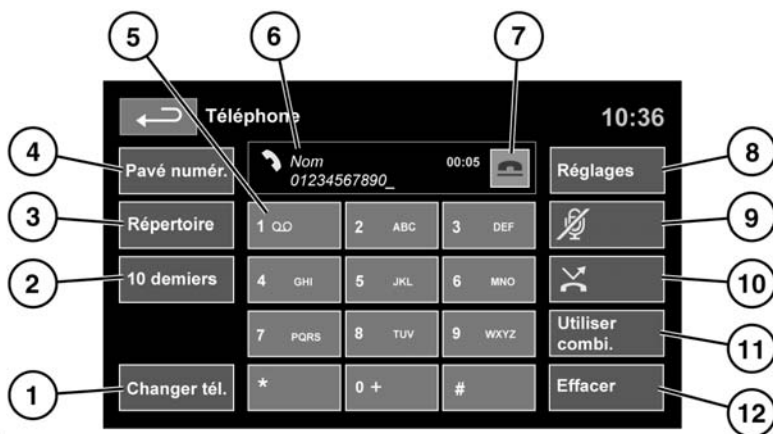 5
6
7
Téléphone
10:36
4
Pavé numér.
Nom
00:05
01234567890_
Réglages
8
3
Répertoire
1
2 ABC
3 DEF
9
2
10 demiers
4 GHI
5 JKL
6 MNO
10
7 PQRS
8 TUV
9 WXYZ
Utiliser
combi.
11
1
Changer tél.
*
0 +
#
Effacer
12